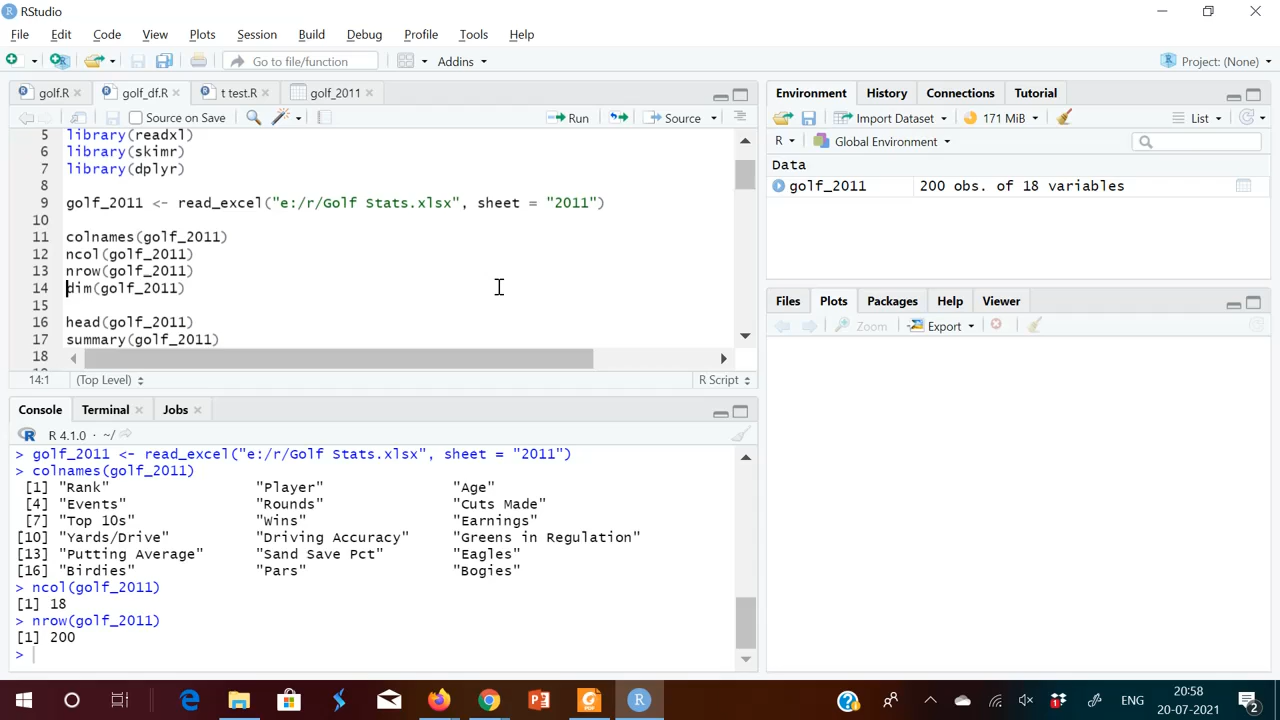 RStudio
File Edit Code View Plots Session Build Debug Profile Tools Help
Go to file/function Addins Project: (None)
golf.R golf_df.R t test.R golf_2011
Source on Save Run Source
5 library(readxl)
6 library(skimr)
7 library(dplyr)
8
9 golf_2011 <- read_excel("e:/r/Golf Stats.xlsx", sheet = "2011")
10
11 colnames(golf_2011)
12 ncol(golf_2011)
13 nrow(golf_2011)
14 dim(golf_2011)
15
16 head(golf_2011)
17 summary(golf_2011)
18
14:1 (Top Level) R Script
Console Terminal Jobs
R 4.1.0 · ~/
> golf_2011 <- read_excel("e:/r/Golf Stats.xlsx", sheet = "2011")
> colnames(golf_2011)
[1] "Rank" "Player" "Age"
[4] "Events" "Rounds" "Cuts Made"
[7] "Top 10s" "Wins" "Earnings"
[10] "Yards/Drive" "Driving Accuracy" "Greens in Regulation"
[13] "Putting Average" "Sand Save Pct" "Eagles"
[16] "Birdies" "Pars" "Bogies"
> ncol(golf_2011)
[1] 18
> nrow(golf_2011)
[1] 200
>
Environment History Connections Tutorial
Import Dataset 171 MiB List
R Global Environment
Data
golf_2011 200 obs. of 18 variables
Files Plots Packages Help Viewer
Zoom Export
ENG 20:58
20-07-2021 2